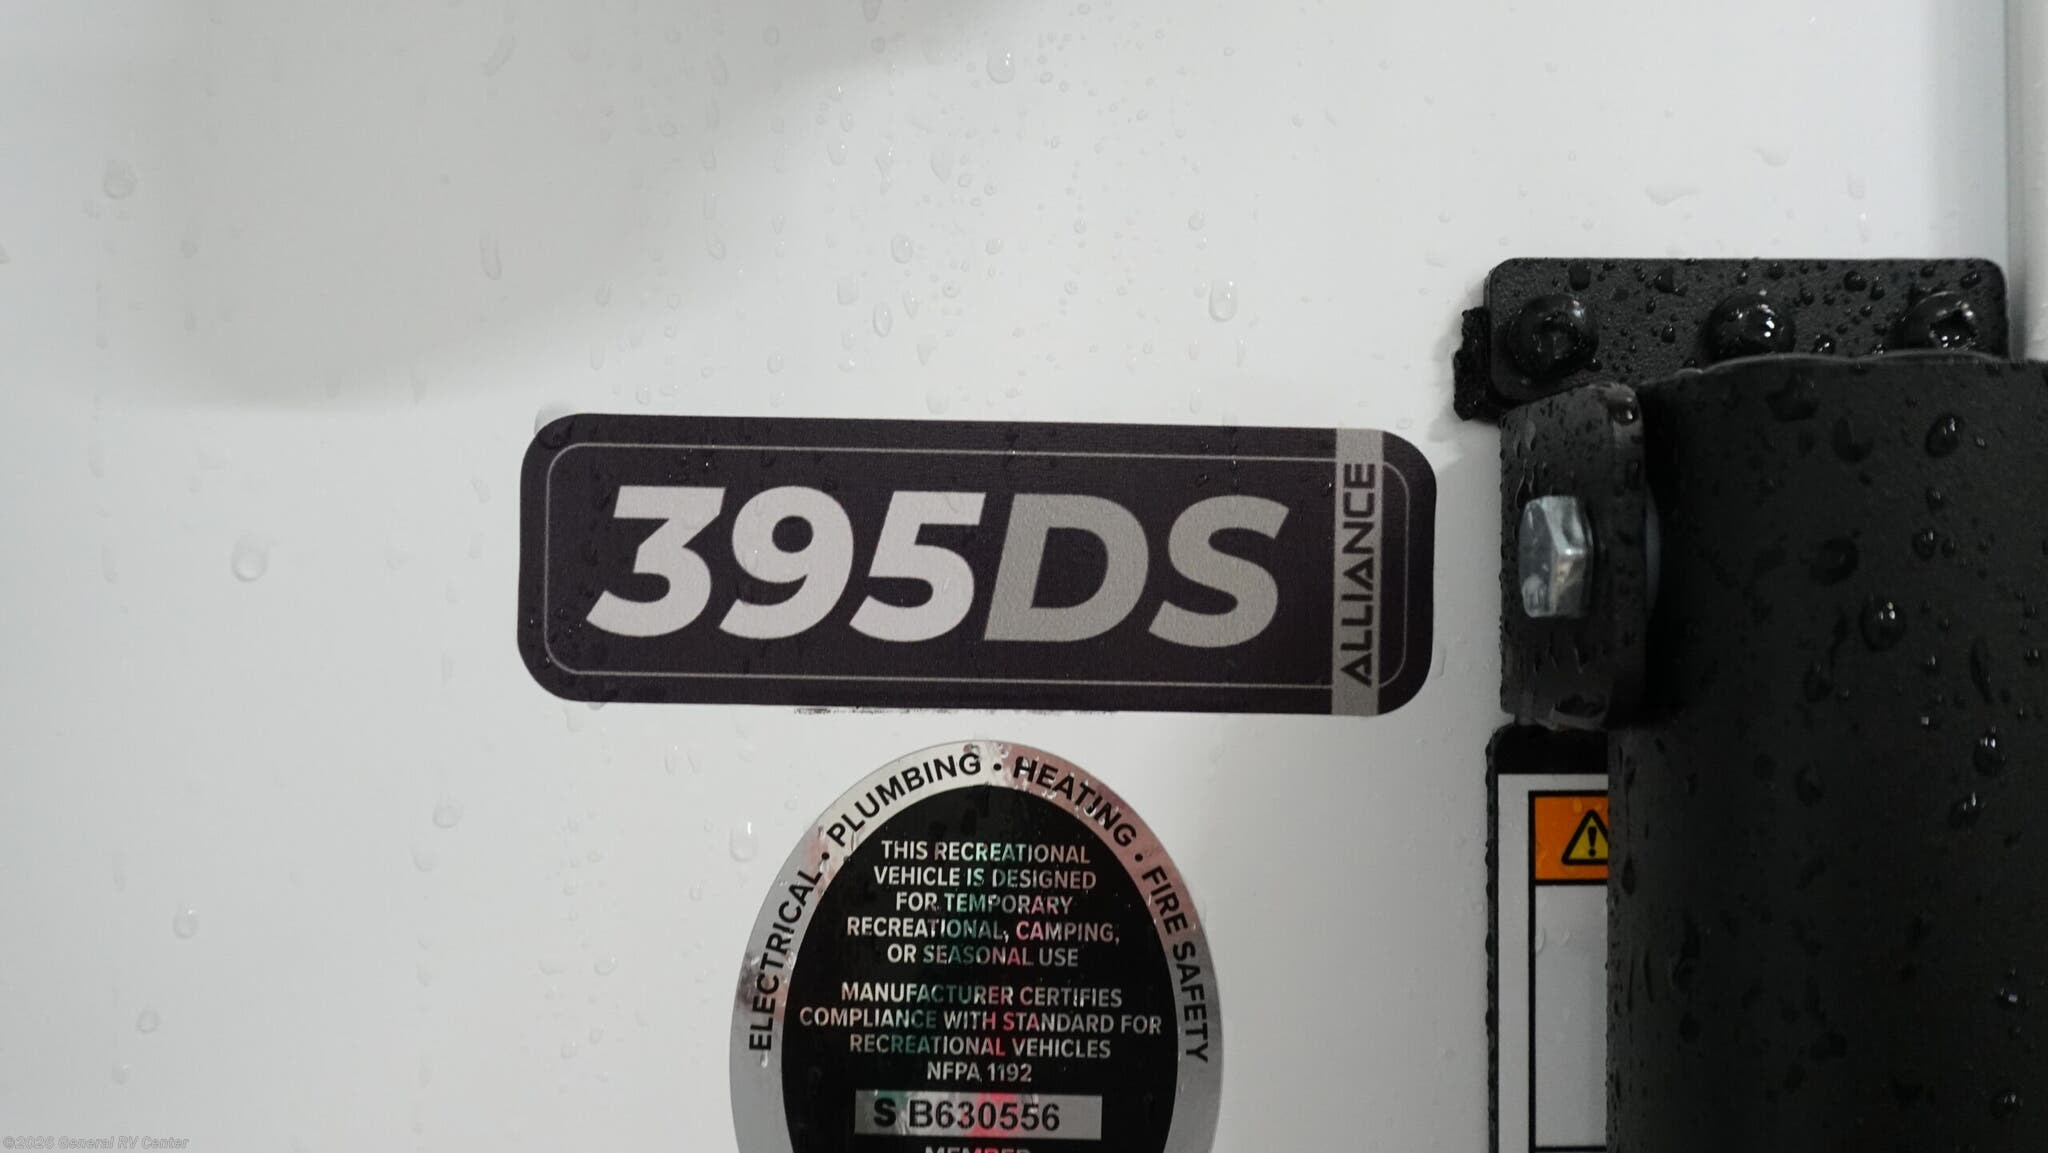 395DS
ALLIANCE
ELECTRICAL • PLUMBING • HEATING • FIRE SAFETY
THIS RECREATIONAL
VEHICLE IS DESIGNED
FOR TEMPORARY
RECREATIONAL, CAMPING,
OR SEASONAL USE
MANUFACTURER CERTIFIES
COMPLIANCE WITH STANDARD FOR
RECREATIONAL VEHICLES
NFPA 1192
S B630556
MEMBER
©2026 General RV Center